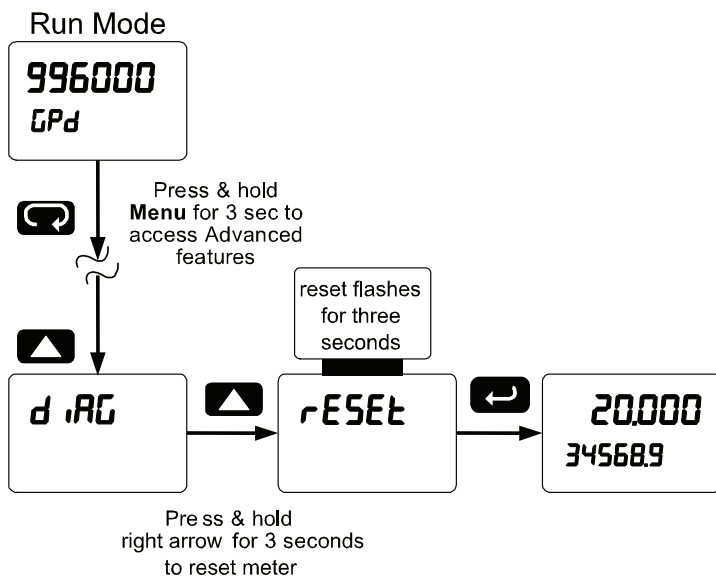 Run Mode
996000
GPd
Press & hold
Menu for 3 sec to
access Advanced
features
reset flashes
for three
seconds
d iAG
rESEt
20.000
34568.9
Press & hold
right arrow for 3 seconds
to reset meter